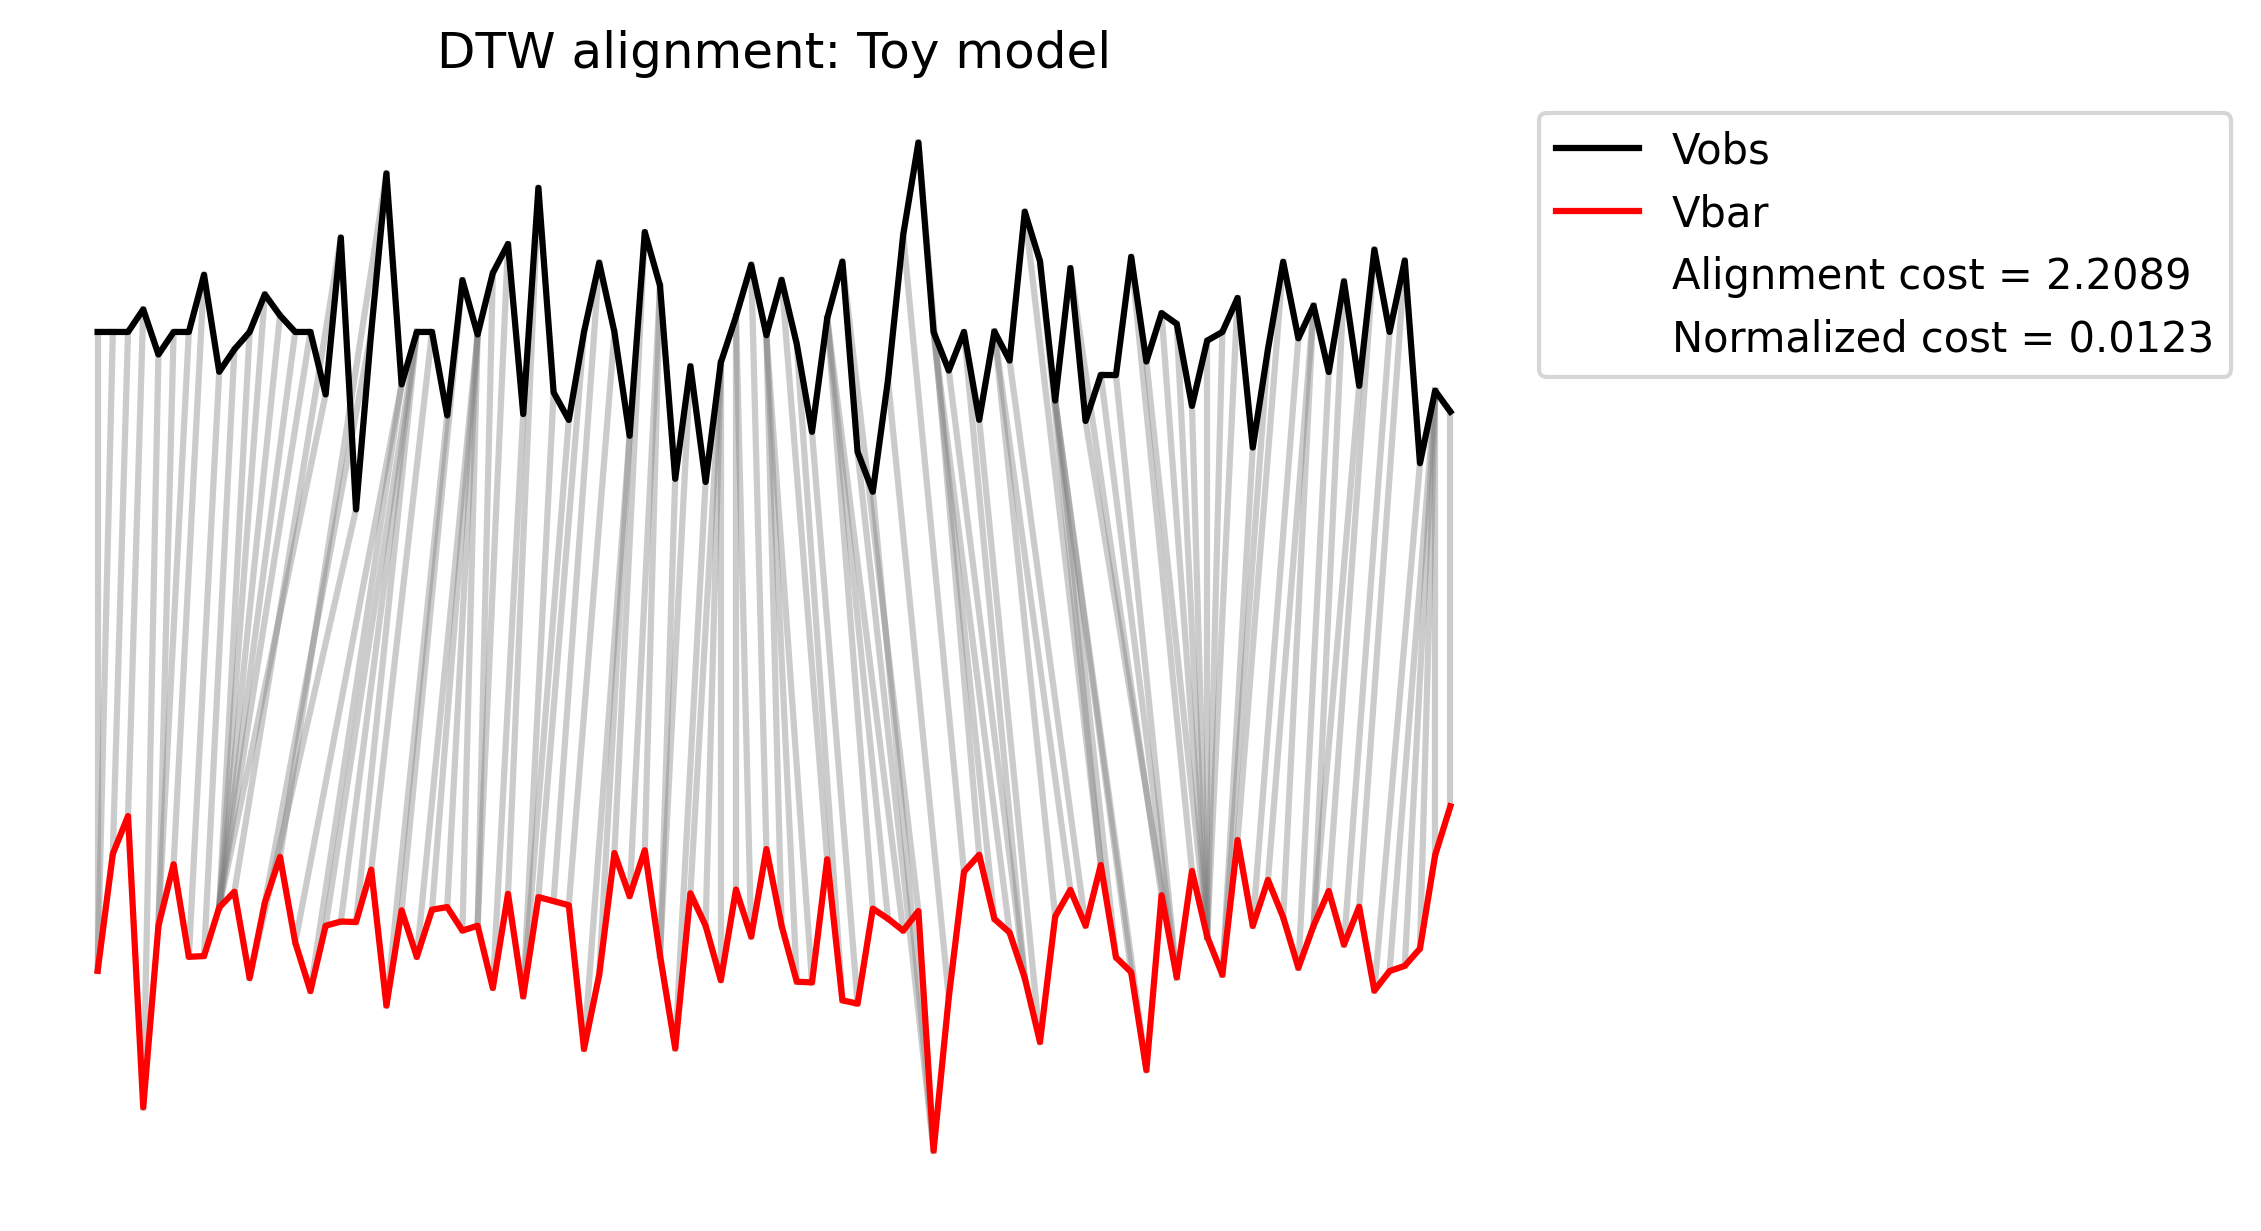 DTW alignment: Toy model
Vobs
Vbar
Alignment cost = 2.2089
Normalized cost = 0.0123